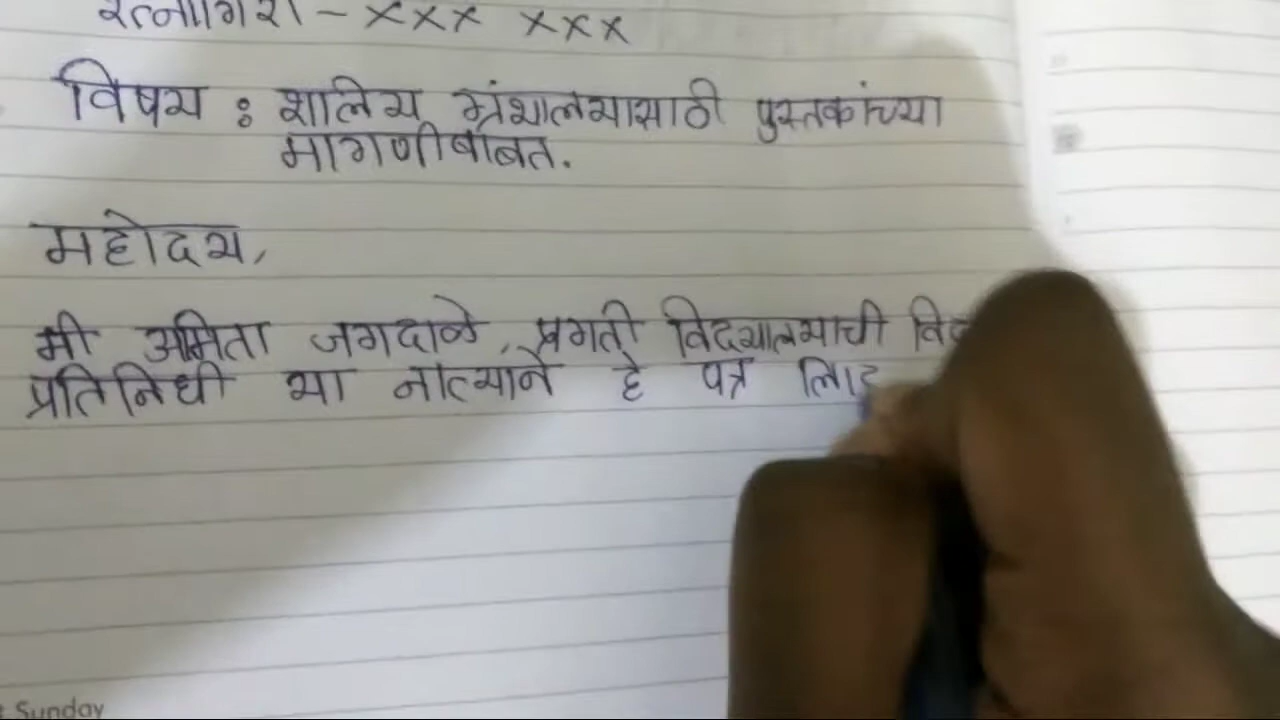 रत्नागिरी - xxx xxx
विषय : शालेय ग्रंथालयासाठी पुस्तकांच्या
मागणीबाबत.
महोदय,
मी अमिता जगदाळे, प्रगती विद्यालयाची
प्रतिनिधी या नात्याने हे पत्र
Sunday